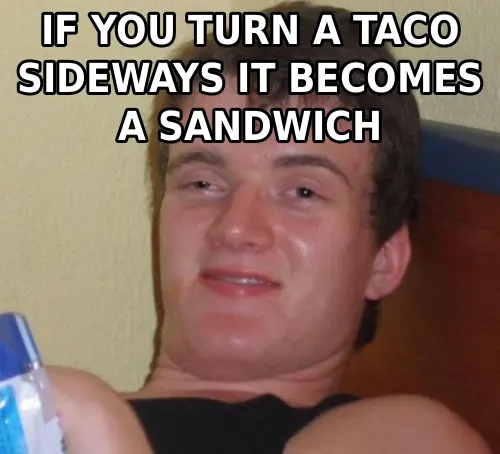 IF YOU TURN A TACO
SIDEWAYS IT BECOMES
A SANDWICH